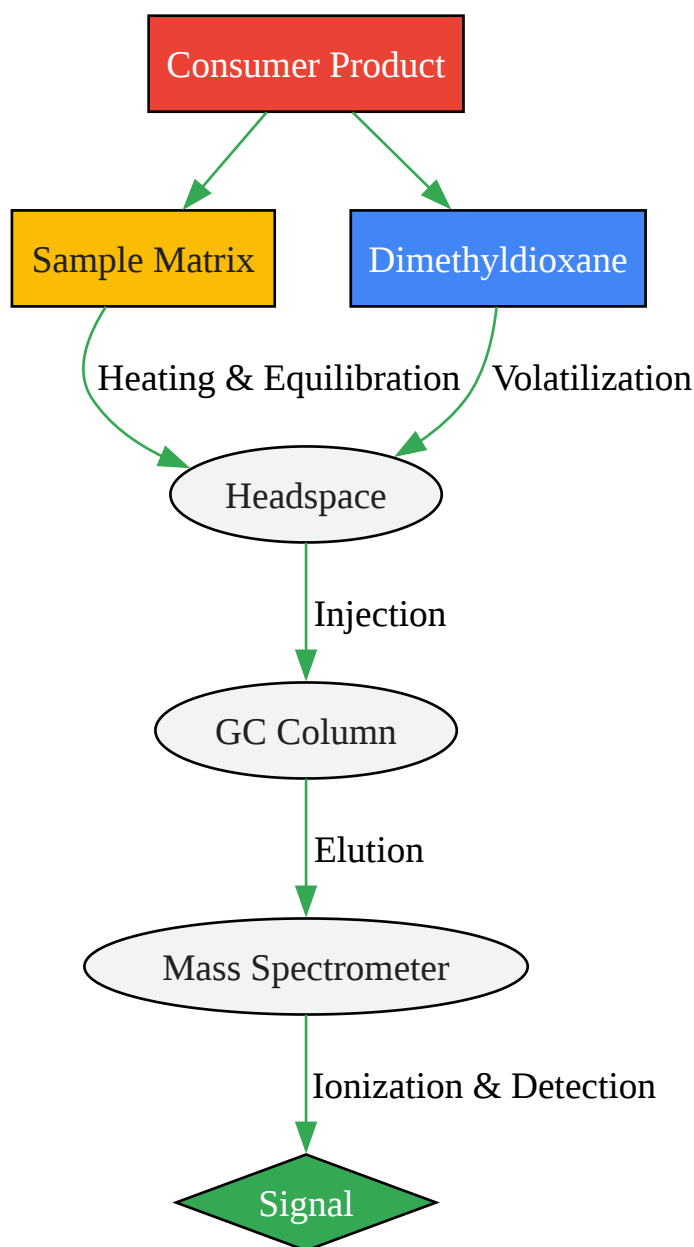 Consumer Product
Sample Matrix
Dimethyldioxane
Heating & Equilibration
Volatilization
Headspace
Injection
GC Column
Elution
Mass Spectrometer
Ionization & Detection
Signal